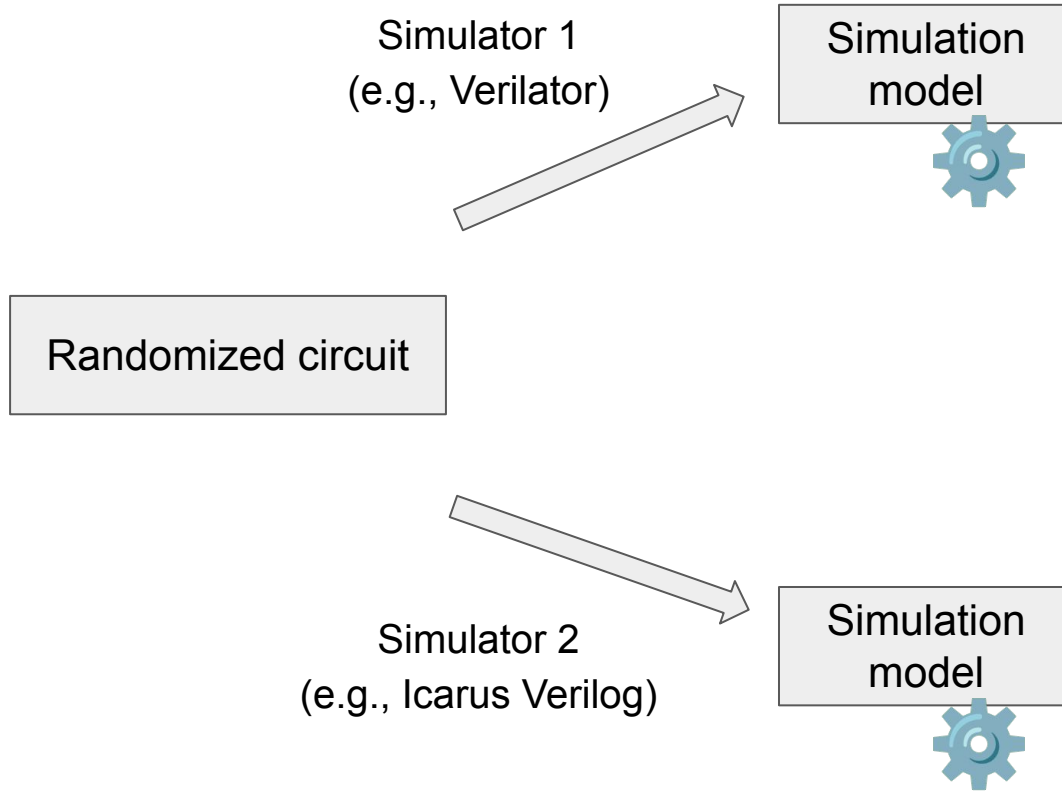 Simulator 1
(e.g., Verilator)
Simulation
model
Randomized circuit
Simulator 2
(e.g., Icarus Verilog)
Simulation
model